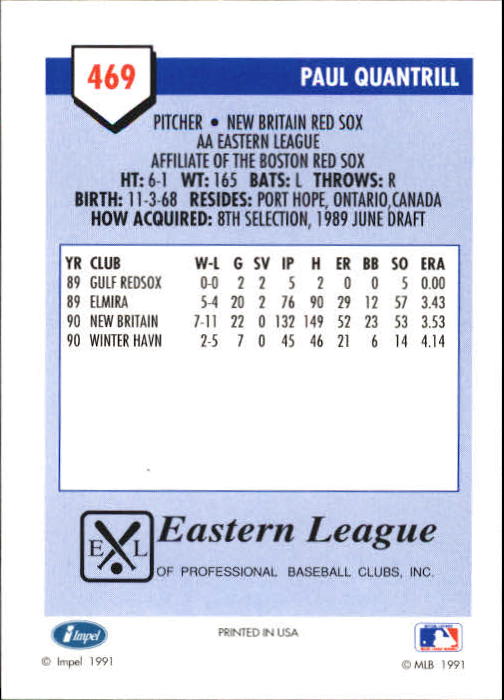 469
PAUL QUANTRILL
PITCHER • NEW BRITAIN RED SOX
AA EASTERN LEAGUE
AFFILIATE OF THE BOSTON RED SOX
HT: 6-1 WT: 165 BATS: L THROWS: R
BIRTH: 11-3-68 RESIDES: PORT HOPE, ONTARIO,CANADA
HOW ACQUIRED: 8TH SELECTION, 1989 JUNE DRAFT
YR CLUB W-L G SV IP H ER BB SO ERA
89 GULF REDSOX 0-0 2 2 5 2 0 0 5 0.00
89 ELMIRA 5-4 20 2 76 90 29 12 57 3.43
90 NEW BRITAIN 7-11 22 0 132 149 52 23 53 3.53
90 WINTER HAVN 2-5 7 0 45 46 21 6 14 4.14
E L
Eastern League
OF PROFESSIONAL BASEBALL CLUBS, INC.
impel
PRINTED IN USA
© Impel 1991
© MLB 1991